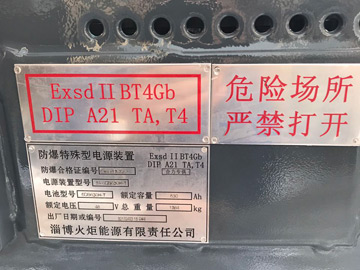 Exsd II BT4Gb
DIP A21 TA,T4
危险场所
严禁打开
防爆特殊型电源装置
Exsd II BT4Gb
DIP A21 TA,T4
防爆合格证编号
电源装置型号
电池型号
额定容量
Ah
额定电压
V
总重量
kg
出厂日期或编号
淄博火炬能源有限责任公司